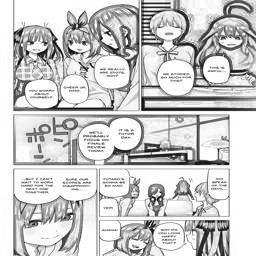 WE REALLY
ARE IDIOTS,
HUH?
CHEER UP,
MIKU.
YOU WORRY
ABOUT
YOURSELF.
THIS IS
AWFUL...
WE STUDIED
SO MUCH FOR
THIS?
IT IS A
TUTOR
DAY.
WE'LL
PROBABLY
FOCUS ON
FINALS
REVIEW
TODAY.
SPEAK OF
THE DEVIL...
FUTARO'S
GONNA BE
SO MAD.
YEP.
SURE OUR
SCORES ARE
DISAPPOINT-
ING...
...BUT I CAN'T
WAIT TO WORK
HARD FOR THE
NEXT ONE
TOGETHER.
WHY DO YOU
LOOK HAPPY
ABOUT
THAT?